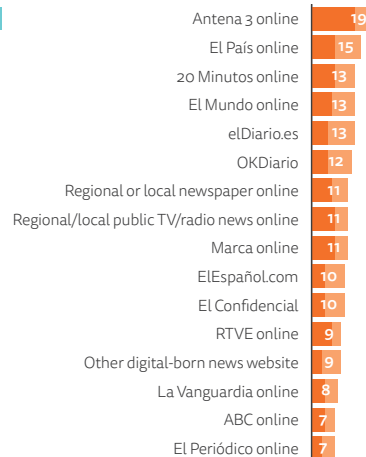 Antena 3 online 19
El País online 15
20 Minutos online 13
El Mundo online 13
elDiario.es 13
OKDiario 12
Regional or local newspaper online 11
Regional/local public TV/radio news online 11
Marca online 11
ElEspañol.com 10
El Confidencial 10
RTVE online 9
Other digital-born news website 9
La Vanguardia online 8
ABC online 7
El Periódico online 7